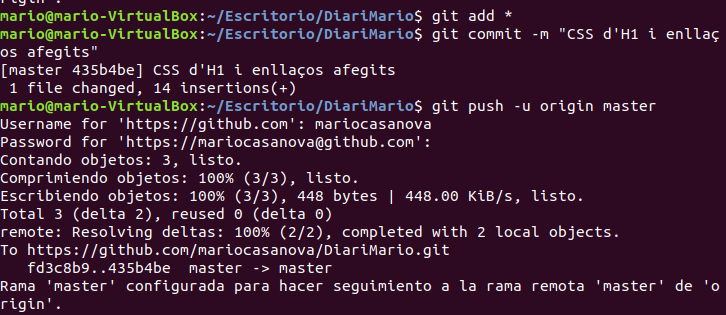 rigin'.
mario@mario-VirtualBox:~/Escritorio/DiariMario$ git add *
mario@mario-VirtualBox:~/Escritorio/DiariMario$ git commit -m "CSS d'H1 i enllaç
os afegits"
[master 435b4be] CSS d'H1 i enllaços afegits
 1 file changed, 14 insertions(+)
mario@mario-VirtualBox:~/Escritorio/DiariMario$ git push -u origin master
Username for 'https://github.com': mariocasanova
Password for 'https://mariocasanova@github.com':
Contando objetos: 3, listo.
Comprimiendo objetos: 100% (3/3), listo.
Escribiendo objetos: 100% (3/3), 448 bytes | 448.00 KiB/s, listo.
Total 3 (delta 2), reused 0 (delta 0)
remote: Resolving deltas: 100% (2/2), completed with 2 local objects.
To https://github.com/mariocasanova/DiariMario.git
   fd3c8b9..435b4be  master -> master
Rama 'master' configurada para hacer seguimiento a la rama remota 'master' de 'o
rigin'.